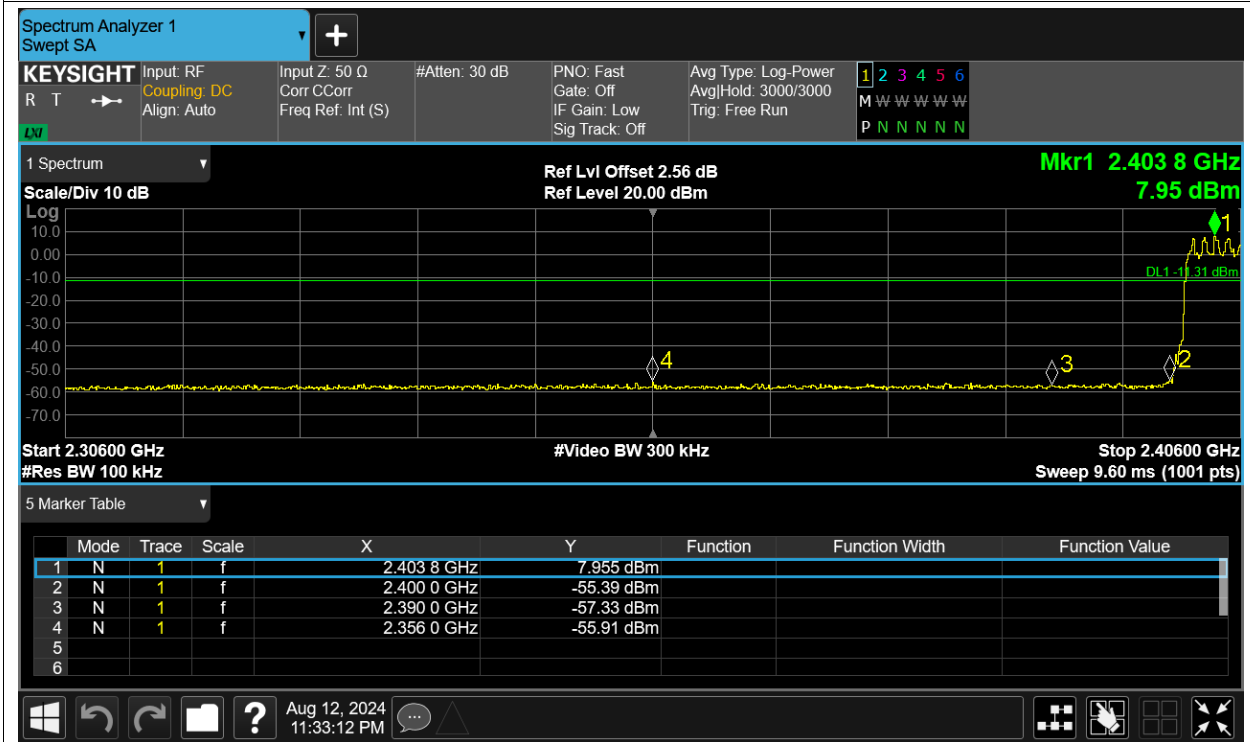 Spectrum Analyzer 1
Swept SA
KEYSIGHT Input: RF Input Z: 50 Ω #Atten: 30 dB PNO: Fast Avg Type: Log-Power 1 2 3 4 5 6
R T Coupling: DC Corr CCorr Gate: Off Avg|Hold: 3000/3000 M W W W W W
Align: Auto Freq Ref: Int (S) IF Gain: Low Trig: Free Run
LXI Sig Track: Off P N N N N N
1 Spectrum Ref Lvl Offset 2.56 dB Mkr1 2.403 8 GHz
Scale/Div 10 dB Ref Level 20.00 dBm 7.95 dBm
Log
1
10.0
0.00
-10.0 DL1 -11.31 dBm
-20.0
-30.0
-40.0
4 3 2
-50.0
-60.0
-70.0
Start 2.30600 GHz #Video BW 300 kHz Stop 2.40600 GHz
#Res BW 100 kHz Sweep 9.60 ms (1001 pts)
5 Marker Table
Mode Trace Scale X Y Function Function Width Function Value
1 N 1 f 2.403 8 GHz 7.955 dBm
2 N 1 f 2.400 0 GHz -55.39 dBm
3 N 1 f 2.390 0 GHz -57.33 dBm
4 N 1 f 2.356 0 GHz -55.91 dBm
5
6
? Aug 12, 2024
11:33:12 PM